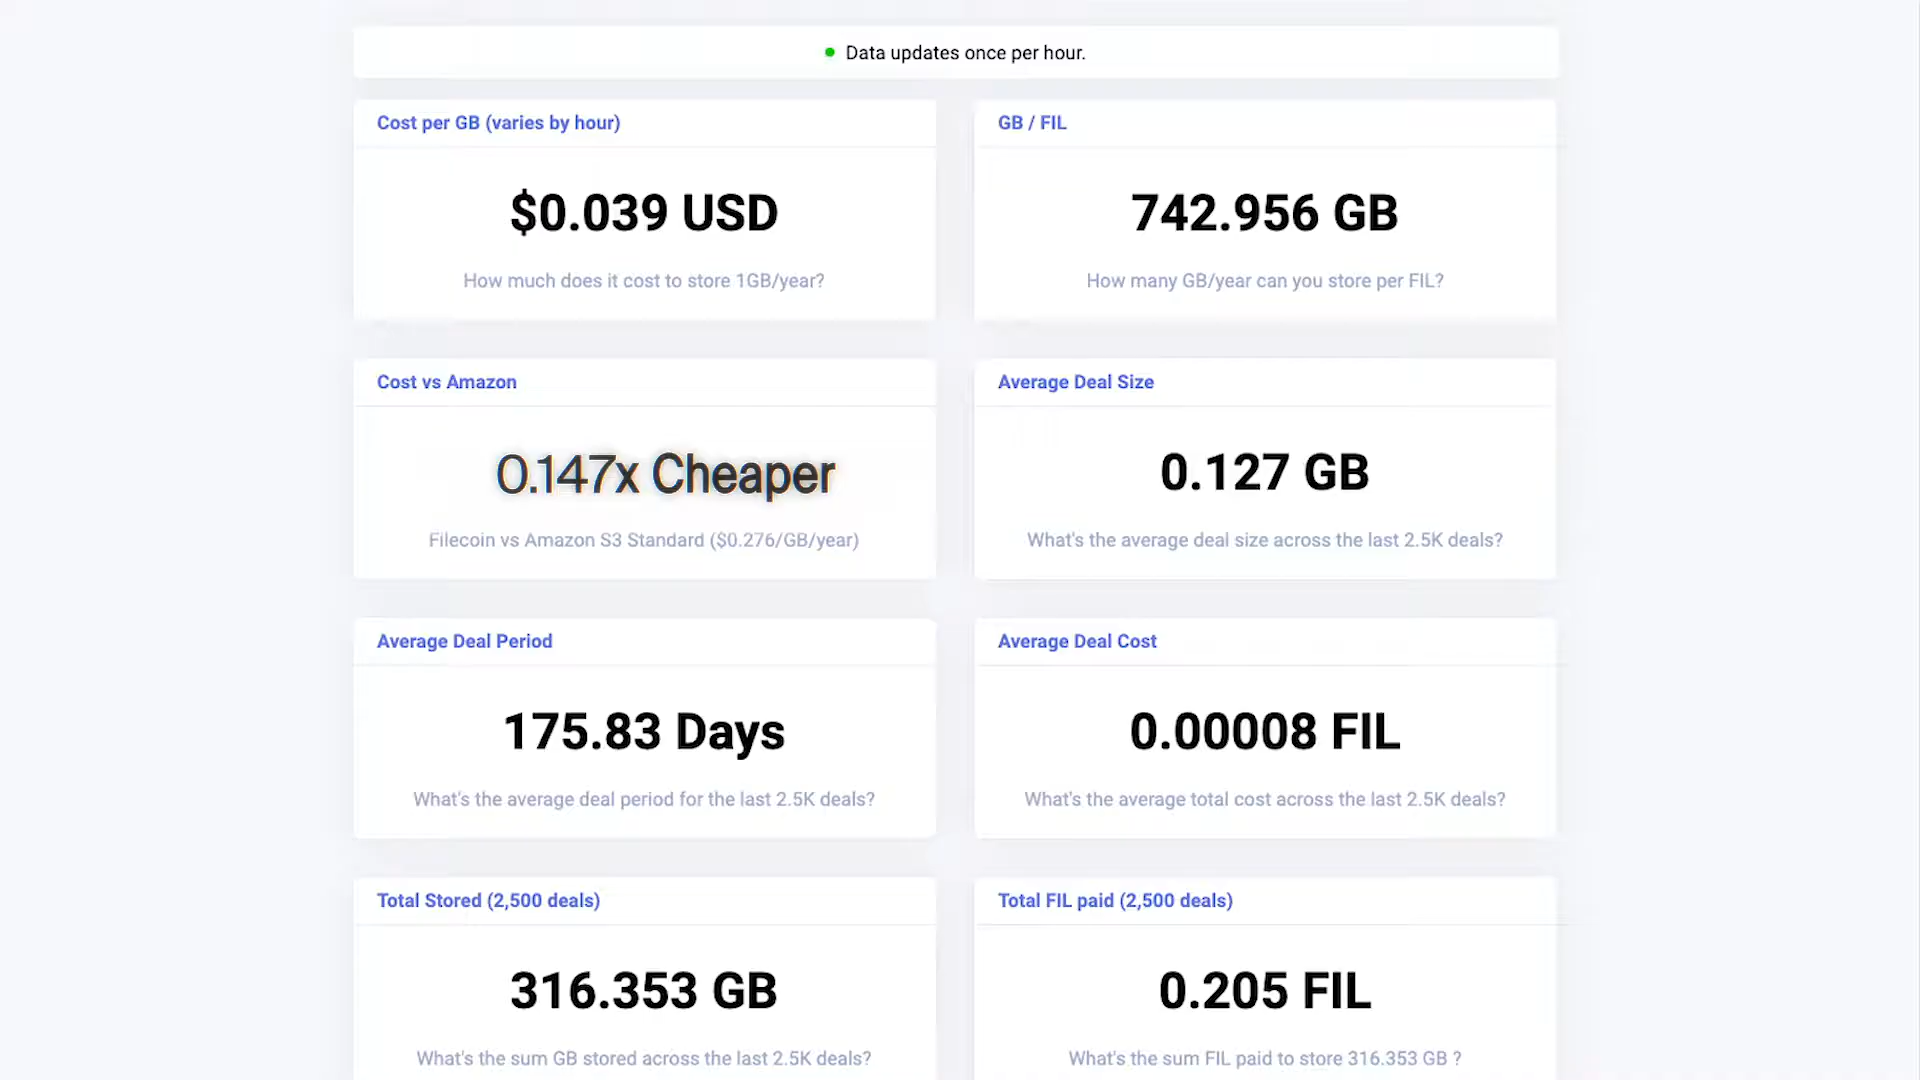 Data updates once per hour.
Cost per GB (varies by hour)
$0.039 USD
How much does it cost to store 1GB/year?
GB / FIL
742.956 GB
How many GB/year can you store per FIL?
Cost vs Amazon
0.147x Cheaper
Filecoin vs Amazon S3 Standard ($0.276/GB/year)
Average Deal Size
0.127 GB
What's the average deal size across the last 2.5K deals?
Average Deal Period
175.83 Days
What's the average deal period for the last 2.5K deals?
Average Deal Cost
0.00008 FIL
What's the average total cost across the last 2.5K deals?
Total Stored (2,500 deals)
316.353 GB
What's the sum GB stored across the last 2.5K deals?
Total FIL paid (2,500 deals)
0.205 FIL
What's the sum FIL paid to store 316.353 GB ?